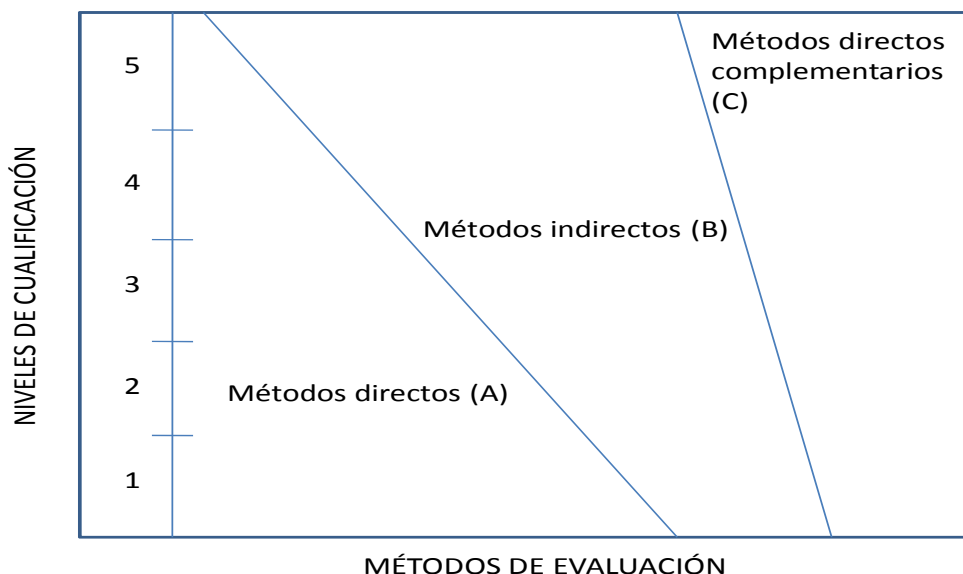 NIVELES DE CUALIFICACIÓN
5
4
3
2
1
Métodos directos
complementarios
(C)
Métodos indirectos (B)
Métodos directos (A)
MÉTODOS DE EVALUACIÓN